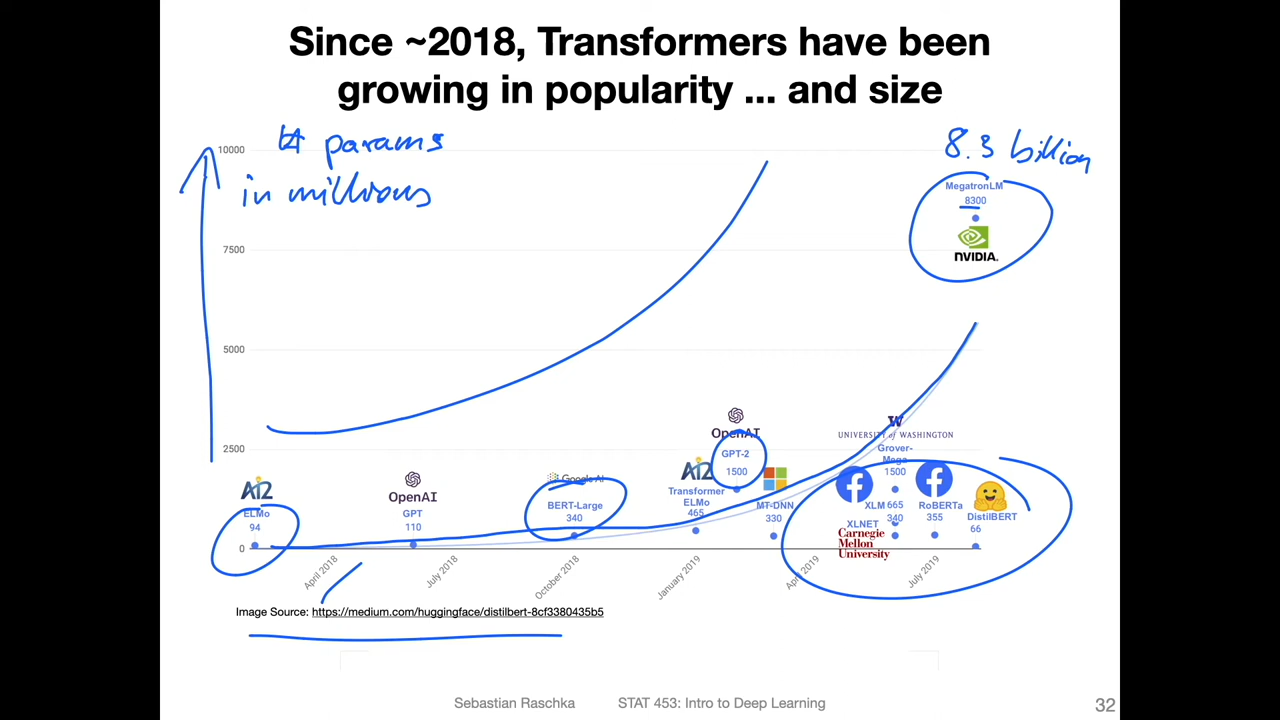 Since ~2018, Transformers have been
growing in popularity ... and size
# params
in millions
8.3 billion
10000
7500
5000
2500
0
MegatronLM
8300
NVIDIA.
AI2
ELMo
94
OpenAI
GPT
110
Google AI
BERT-Large
340
AI2
Transformer
ELMo
465
OpenAI
GPT-2
1500
MT-DNN
330
W
UNIVERSITY of WASHINGTON
Grover-
Mega
1500
XLM 665
340
XLNET
Carnegie
Mellon
University
RoBERTa
355
DistilBERT
66
April 2018
July 2018
October 2018
January 2019
April 2019
July 2019
Image Source: https://medium.com/huggingface/distilbert-8cf3380435b5
Sebastian Raschka STAT 453: Intro to Deep Learning 32